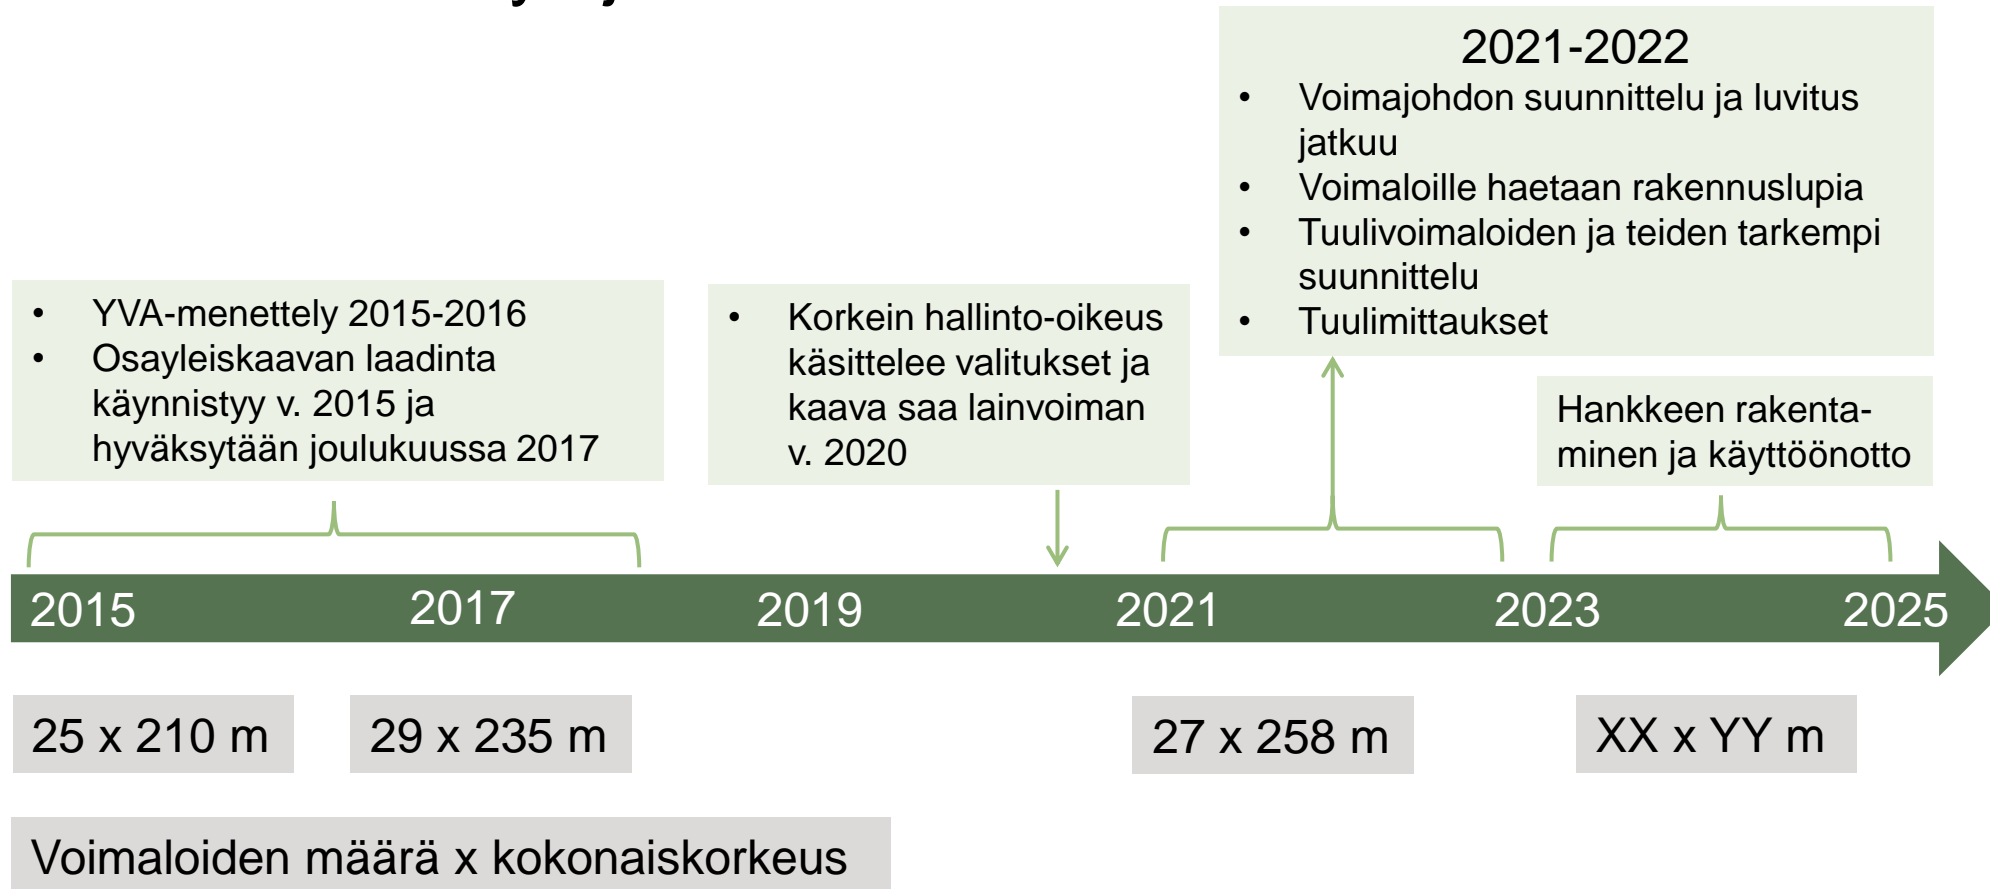 2021-2022
• Voimajohdon suunnittelu ja luvitus
jatkuu
• Voimaloille haetaan rakennuslupia
• Tuulivoimaloiden ja teiden tarkempi
suunnittelu
• Tuulimittaukset
• YVA-menettely 2015-2016
• Osayleiskaavan laadinta
käynnistyy v. 2015 ja
hyväksytään joulukuussa 2017
• Korkein hallinto-oikeus
käsittelee valitukset ja
kaava saa lainvoiman
v. 2020
Hankkeen rakenta-
minen ja käyttöönotto
2015 2017 2019 2021 2023 2025
25 x 210 m 29 x 235 m 27 x 258 m XX x YY m
Voimaloiden määrä x kokonaiskorkeus